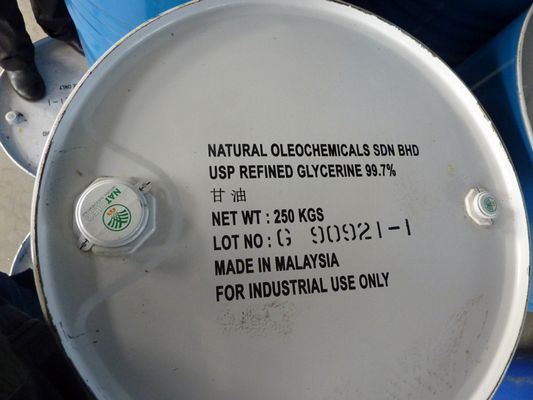 NATURAL OLEOCHEMICALS SDN BHD
USP REFINED GLYCERINE 99.7%
甘油
NET WT : 250 KGS
LOT NO : G 90921-1
MADE IN MALAYSIA
FOR INDUSTRIAL USE ONLY
NAT